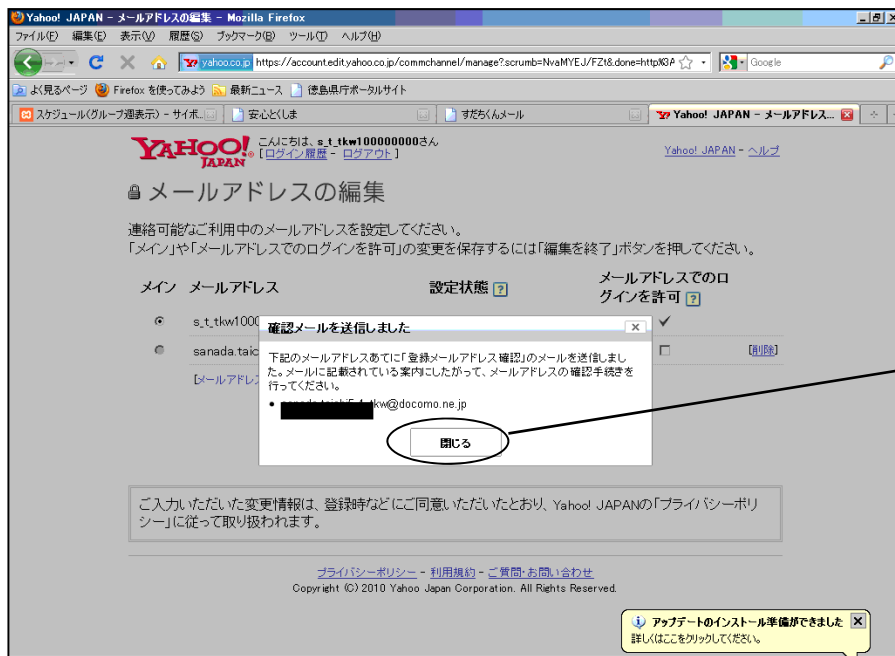 Yahoo! JAPAN - メールアドレスの編集 - Mozilla Firefox
ファイル(F) 編集(E) 表示(V) 履歴(S) ブックマーク(B) ツール(T) ヘルプ(H)
yahoo.co.jp https://account.edit.yahoo.co.jp/commchannel/manage?.scrumb=NvaMYEJ/FZt&.done=http%3A Google
よく見るページ Firefox を使ってみよう 最新ニュース 徳島県庁ポータルサイト
スケジュール(グループ週表示) - サイボ... 安心とくしま すだちくんメール Yahoo! JAPAN - メールアドレス...
YAHOO! JAPAN
こんにちは、s_t_tkw100000000さん
[ログイン履歴 - ログアウト]
Yahoo! JAPAN - ヘルプ
メールアドレスの編集
連絡可能なご利用中のメールアドレスを設定してください。
「メイン」や「メールアドレスでのログインを許可」の変更を保存するには「編集を終了」ボタンを押してください。
メイン メールアドレス 設定状態 ? メールアドレスでのログインを許可 ?
s_t_tkw1000
sanada.taic [削除]
[メールアドレ
確認メールを送信しました
下記のメールアドレスあてに「登録メールアドレス確認」のメールを送信しまし
た。メールに記載されている案内にしたがって、メールアドレスの確認手続きを
行ってください。
tkw@docomo.ne.jp
閉じる
ご入力いただいた変更情報は、登録時などにご同意いただいたとおり、Yahoo! JAPANの「プライバシーポリ
シー」に従って取り扱われます。
プライバシーポリシー - 利用規約 - ご質問・お問い合わせ
Copyright (C) 2010 Yahoo Japan Corporation. All Rights Reserved.
アップデートのインストール準備ができました
詳しくはここをクリックしてください。